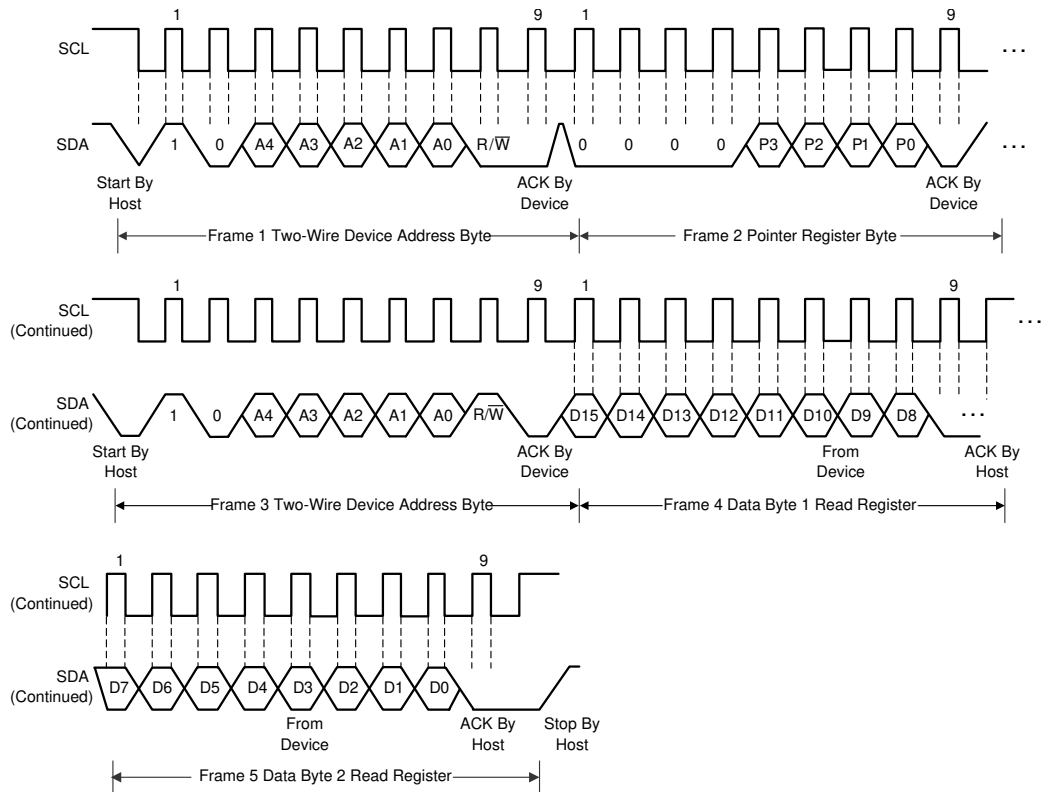 1 9 1 9
SCL
...
SDA 1 0 A4 A3 A2 A1 A0 R/W̅ 0 0 0 0 P3 P2 P1 P0 ...
Start By
Host
ACK By
Device
ACK By
Device
Frame 1 Two-Wire Device Address Byte
Frame 2 Pointer Register Byte
1 9 1 9
SCL
(Continued)
...
SDA
(Continued)
1 0 A4 A3 A2 A1 A0 R/W̅ D15 D14 D13 D12 D11 D10 D9 D8 ...
Start By
Host
ACK By
Device
From
Device
ACK By
Host
Frame 3 Two-Wire Device Address Byte
Frame 4 Data Byte 1 Read Register
1 9
SCL
(Continued)
SDA
(Continued)
D7 D6 D5 D4 D3 D2 D1 D0
From
Device
ACK By
Host
Stop By
Host
Frame 5 Data Byte 2 Read Register